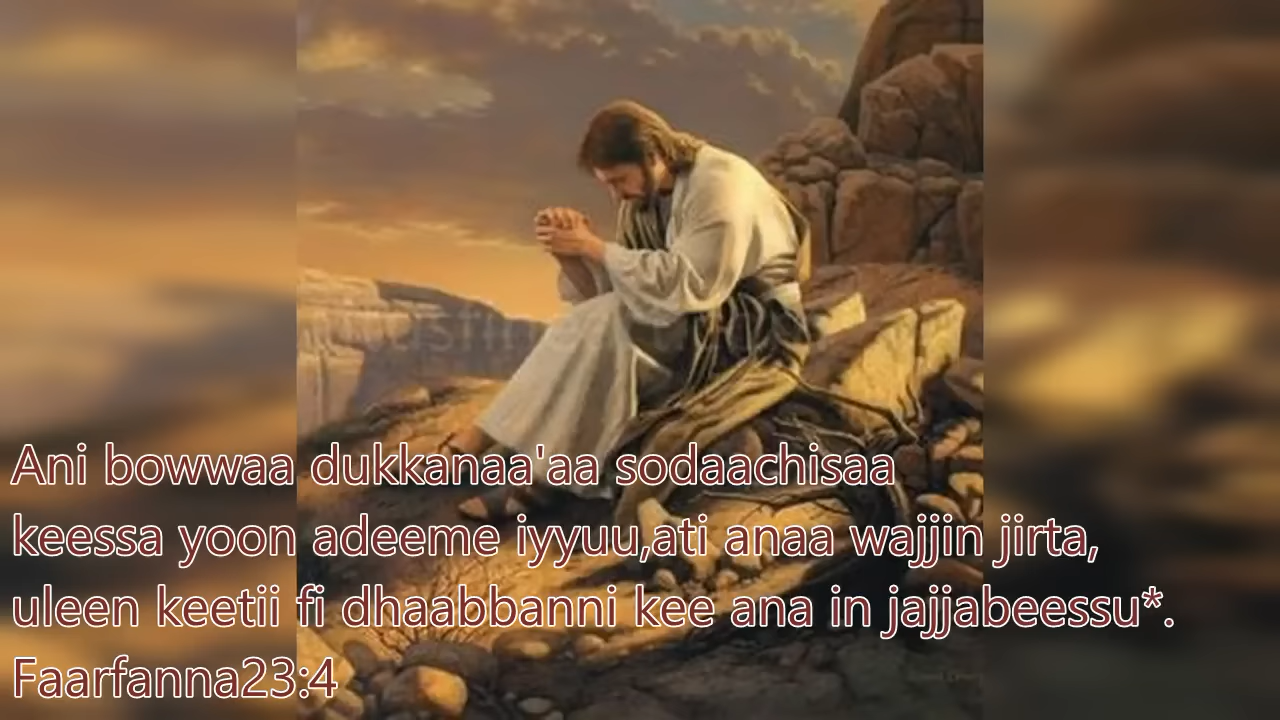 Ani bowwaa dukkanaa'aa sodaachisaa
keessa yoon adeeme iyyuu,ati anaa wajjin jirta,
uleen keetii fi dhaabbanni kee ana in jajjabeessu*.
Faarfanna23:4